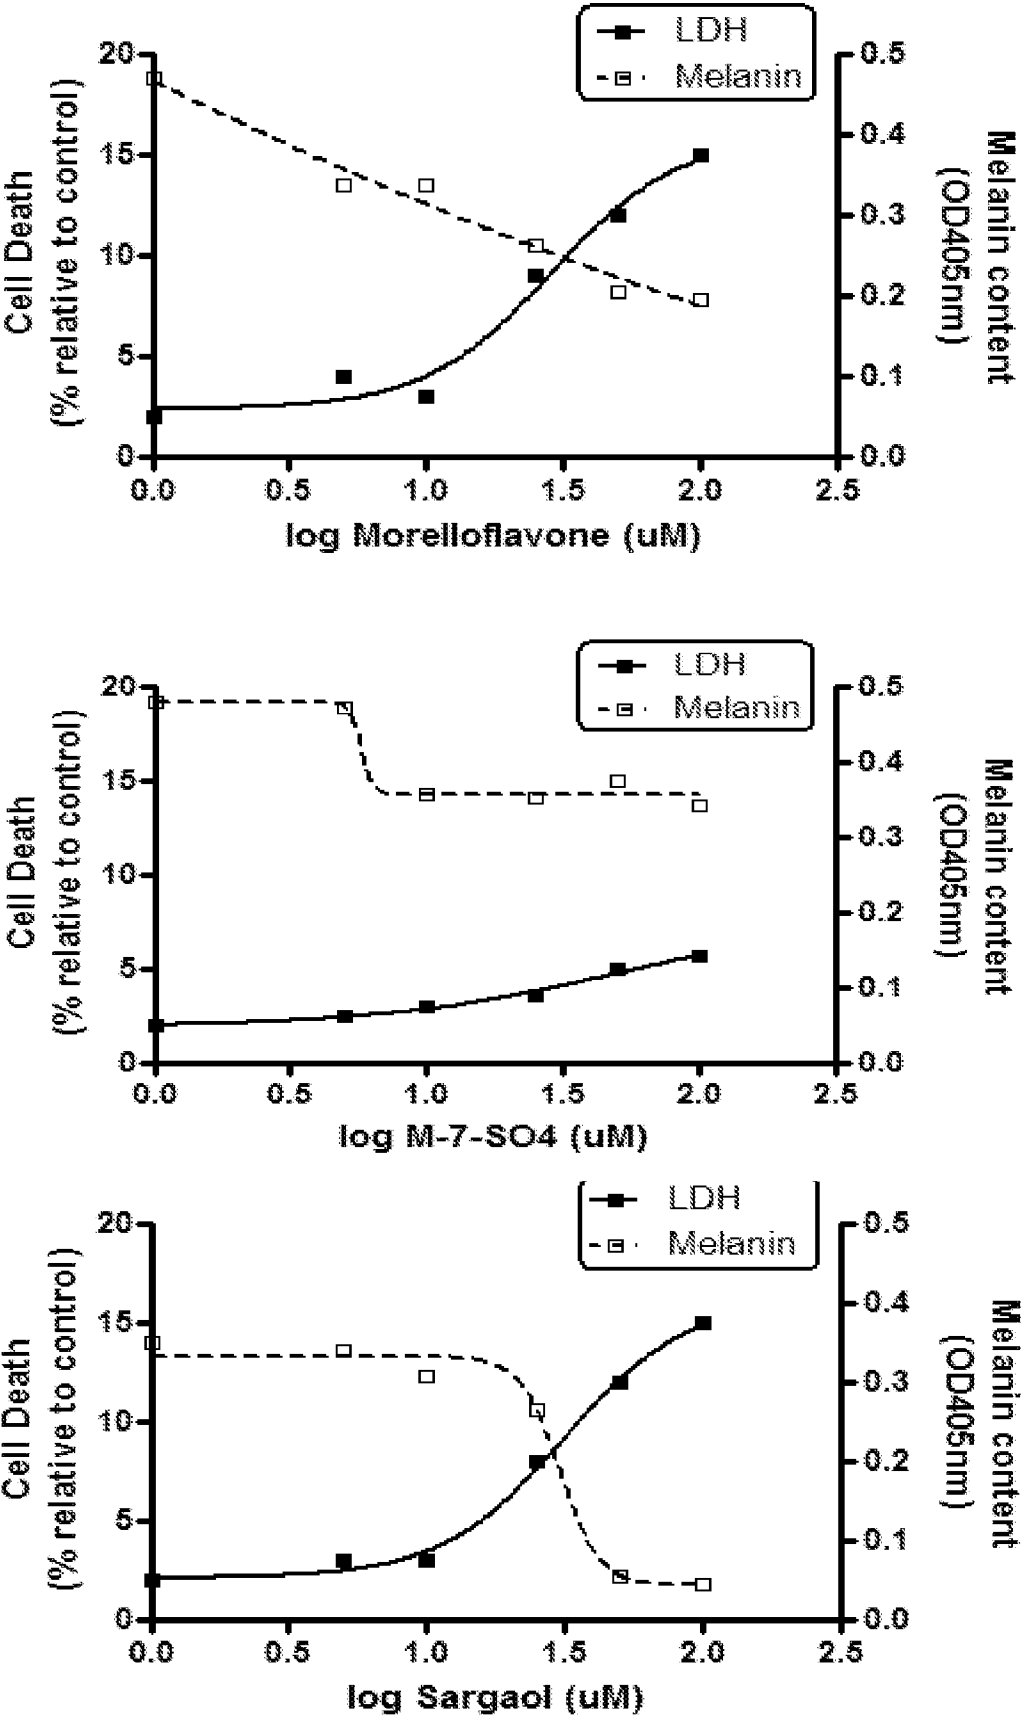 LDH
Melanin
20
15
10
5
0
0.5
0.4
0.3
0.2
0.1
0.0
Cell Death
(% relative to control)
Melanin content
(OD405nm)
0.0 0.5 1.0 1.5 2.0 2.5
log Morelloflavone (uM)
LDH
Melanin
20
15
10
5
0
0.5
0.4
0.3
0.2
0.1
0.0
Cell Death
(% relative to control)
Melanin content
(OD405nm)
0.0 0.5 1.0 1.5 2.0 2.5
log M-7-SO4 (uM)
LDH
Melanin
20
15
10
5
0
0.5
0.4
0.3
0.2
0.1
0.0
Cell Death
(% relative to control)
Melanin content
(OD405nm)
0.0 0.5 1.0 1.5 2.0 2.5
log Sargaol (uM)